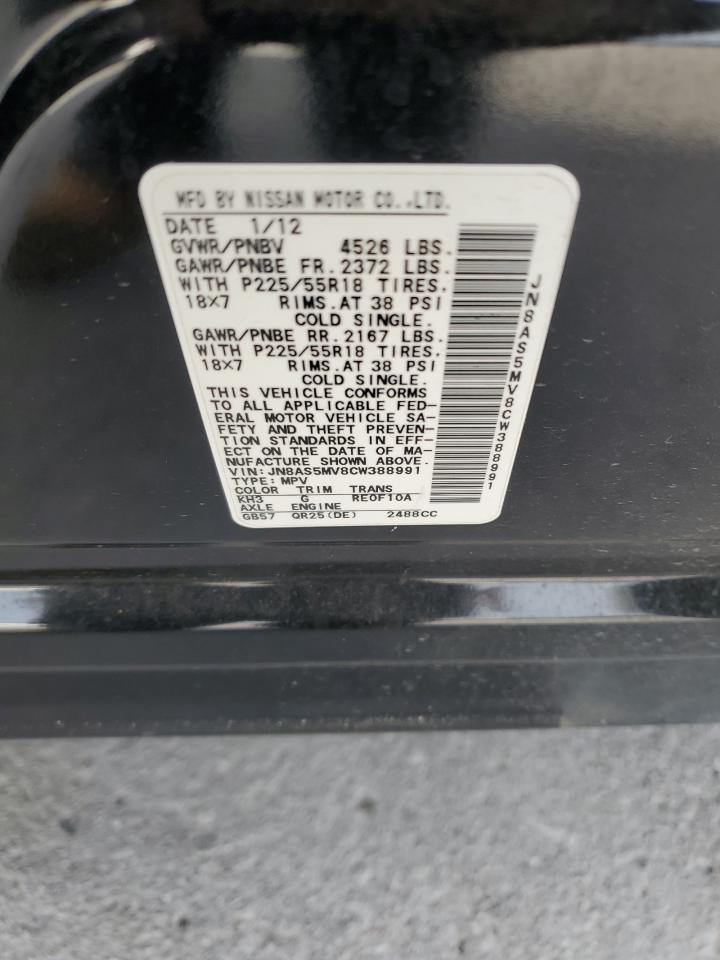 MFD BY NISSAN MOTOR CO.,LTD.
DATE 1/12
GVWR/PNBV 4526 LBS.
GAWR/PNBE FR.2372 LBS.
WITH P225/55R18 TIRES.
18X7 RIMS.AT 38 PSI
COLD SINGLE.
GAWR/PNBE RR.2167 LBS.
WITH P225/55R18 TIRES.
18X7 RIMS.AT 38 PSI
COLD SINGLE.
THIS VEHICLE CONFORMS
TO ALL APPLICABLE FED-
ERAL MOTOR VEHICLE SA-
FETY AND THEFT PREVEN-
TION STANDARDS IN EFF-
ECT ON THE DATE OF MA-
NUFACTURE SHOWN ABOVE.
VIN:JN8AS5MV8CW388991
TYPE:MPV
COLOR TRIM TRANS
KH3 G RE0F10A
AXLE ENGINE
GB57 QR25(DE) 2488CC
JN8AS5MV8CW388991